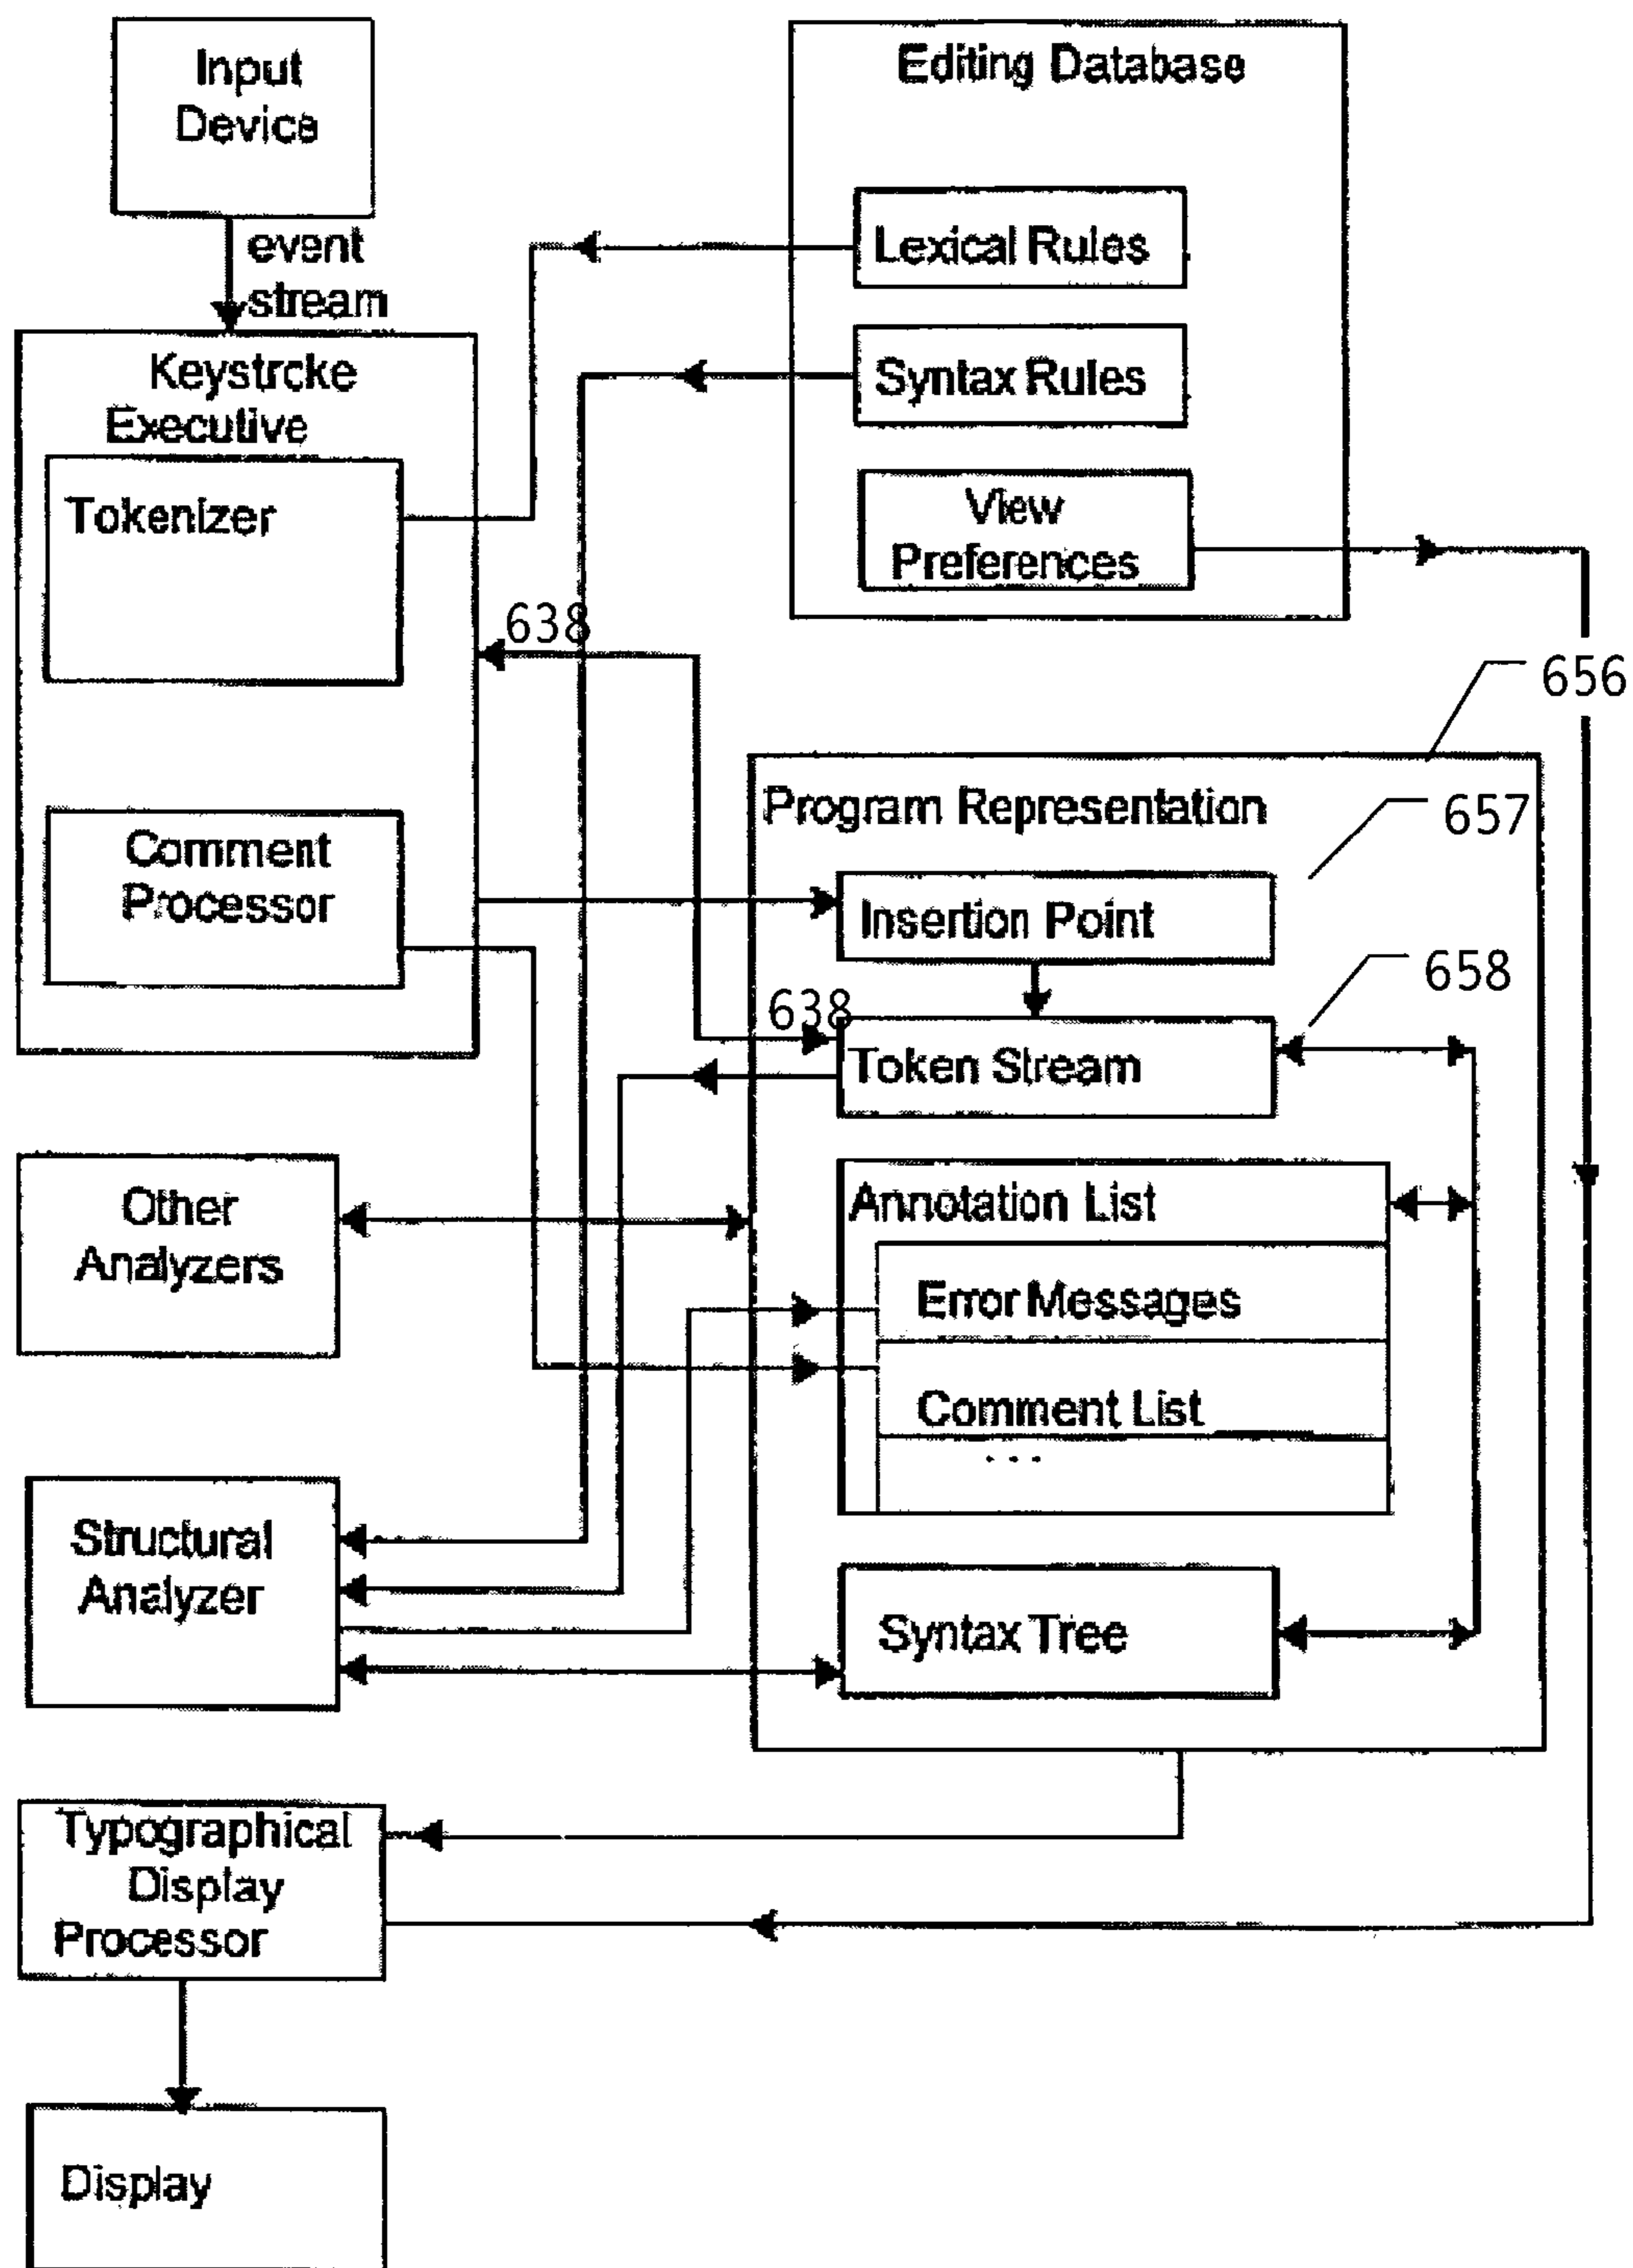 Input
Device
event
stream
Keystrcke
Executive
Tokenizer
Comment
Processor
Editing Database
Lexical Rules
Syntax Rules
View
Preferences
638
656
Program Representation
657
Insertion Point
658
638
Token Stream
Annotation List
Error Messages
Comment List
...
Syntax Tree
Other
Analyzers
Structural
Analyzer
Typographical
Display
Processor
Display